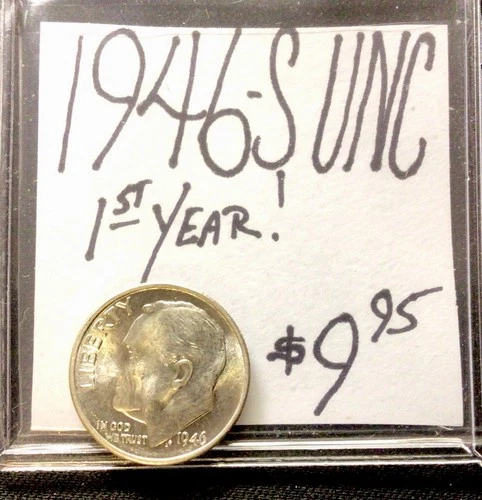 1946-S UNC
1ST YEAR!
$9.95
LIBERTY
IN GOD
WE TRUST
1946